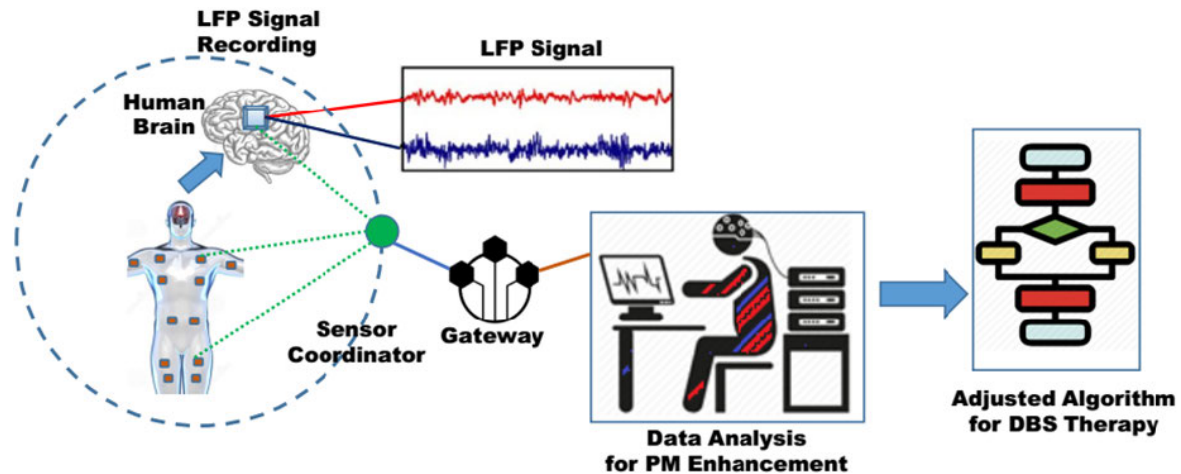 LFP Signal
Recording
LFP Signal
Human
Brain
Sensor
Coordinator
Gateway
Data Analysis
for PM Enhancement
Adjusted Algorithm
for DBS Therapy